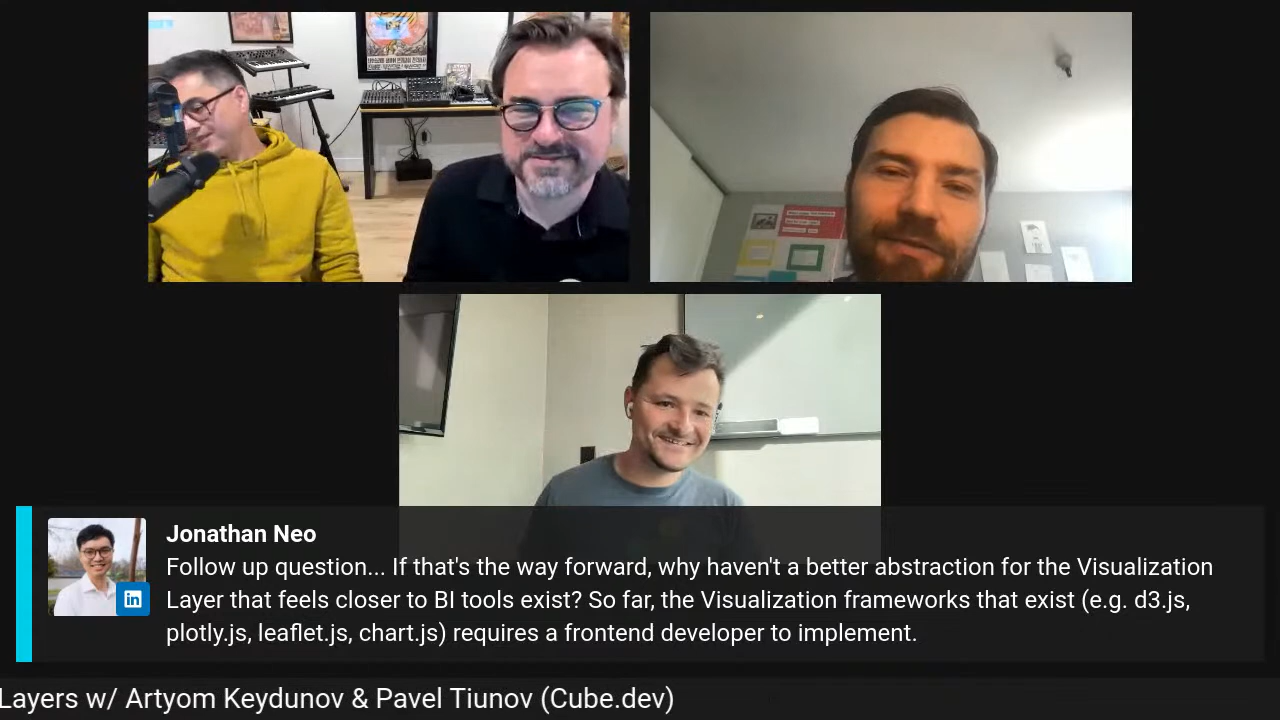 Jonathan Neo
Follow up question... If that's the way forward, why haven't a better abstraction for the Visualization
Layer that feels closer to BI tools exist? So far, the Visualization frameworks that exist (e.g. d3.js,
plotly.js, leaflet.js, chart.js) requires a frontend developer to implement.
in
Layers w/ Artyom Keydunov & Pavel Tiunov (Cube.dev)